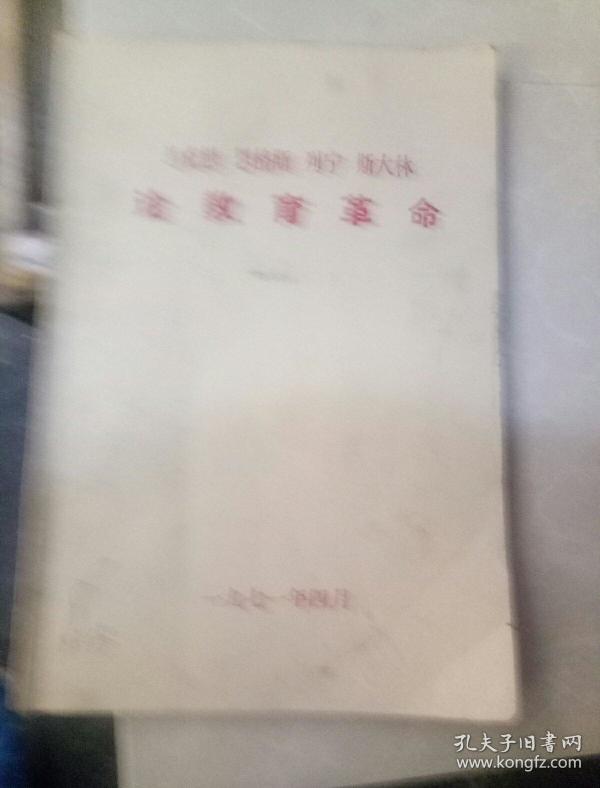 马克思 恩格斯 列宁 斯大林
论教育革命
一九七一年四月
孔夫子旧書网
www.kongfz.com